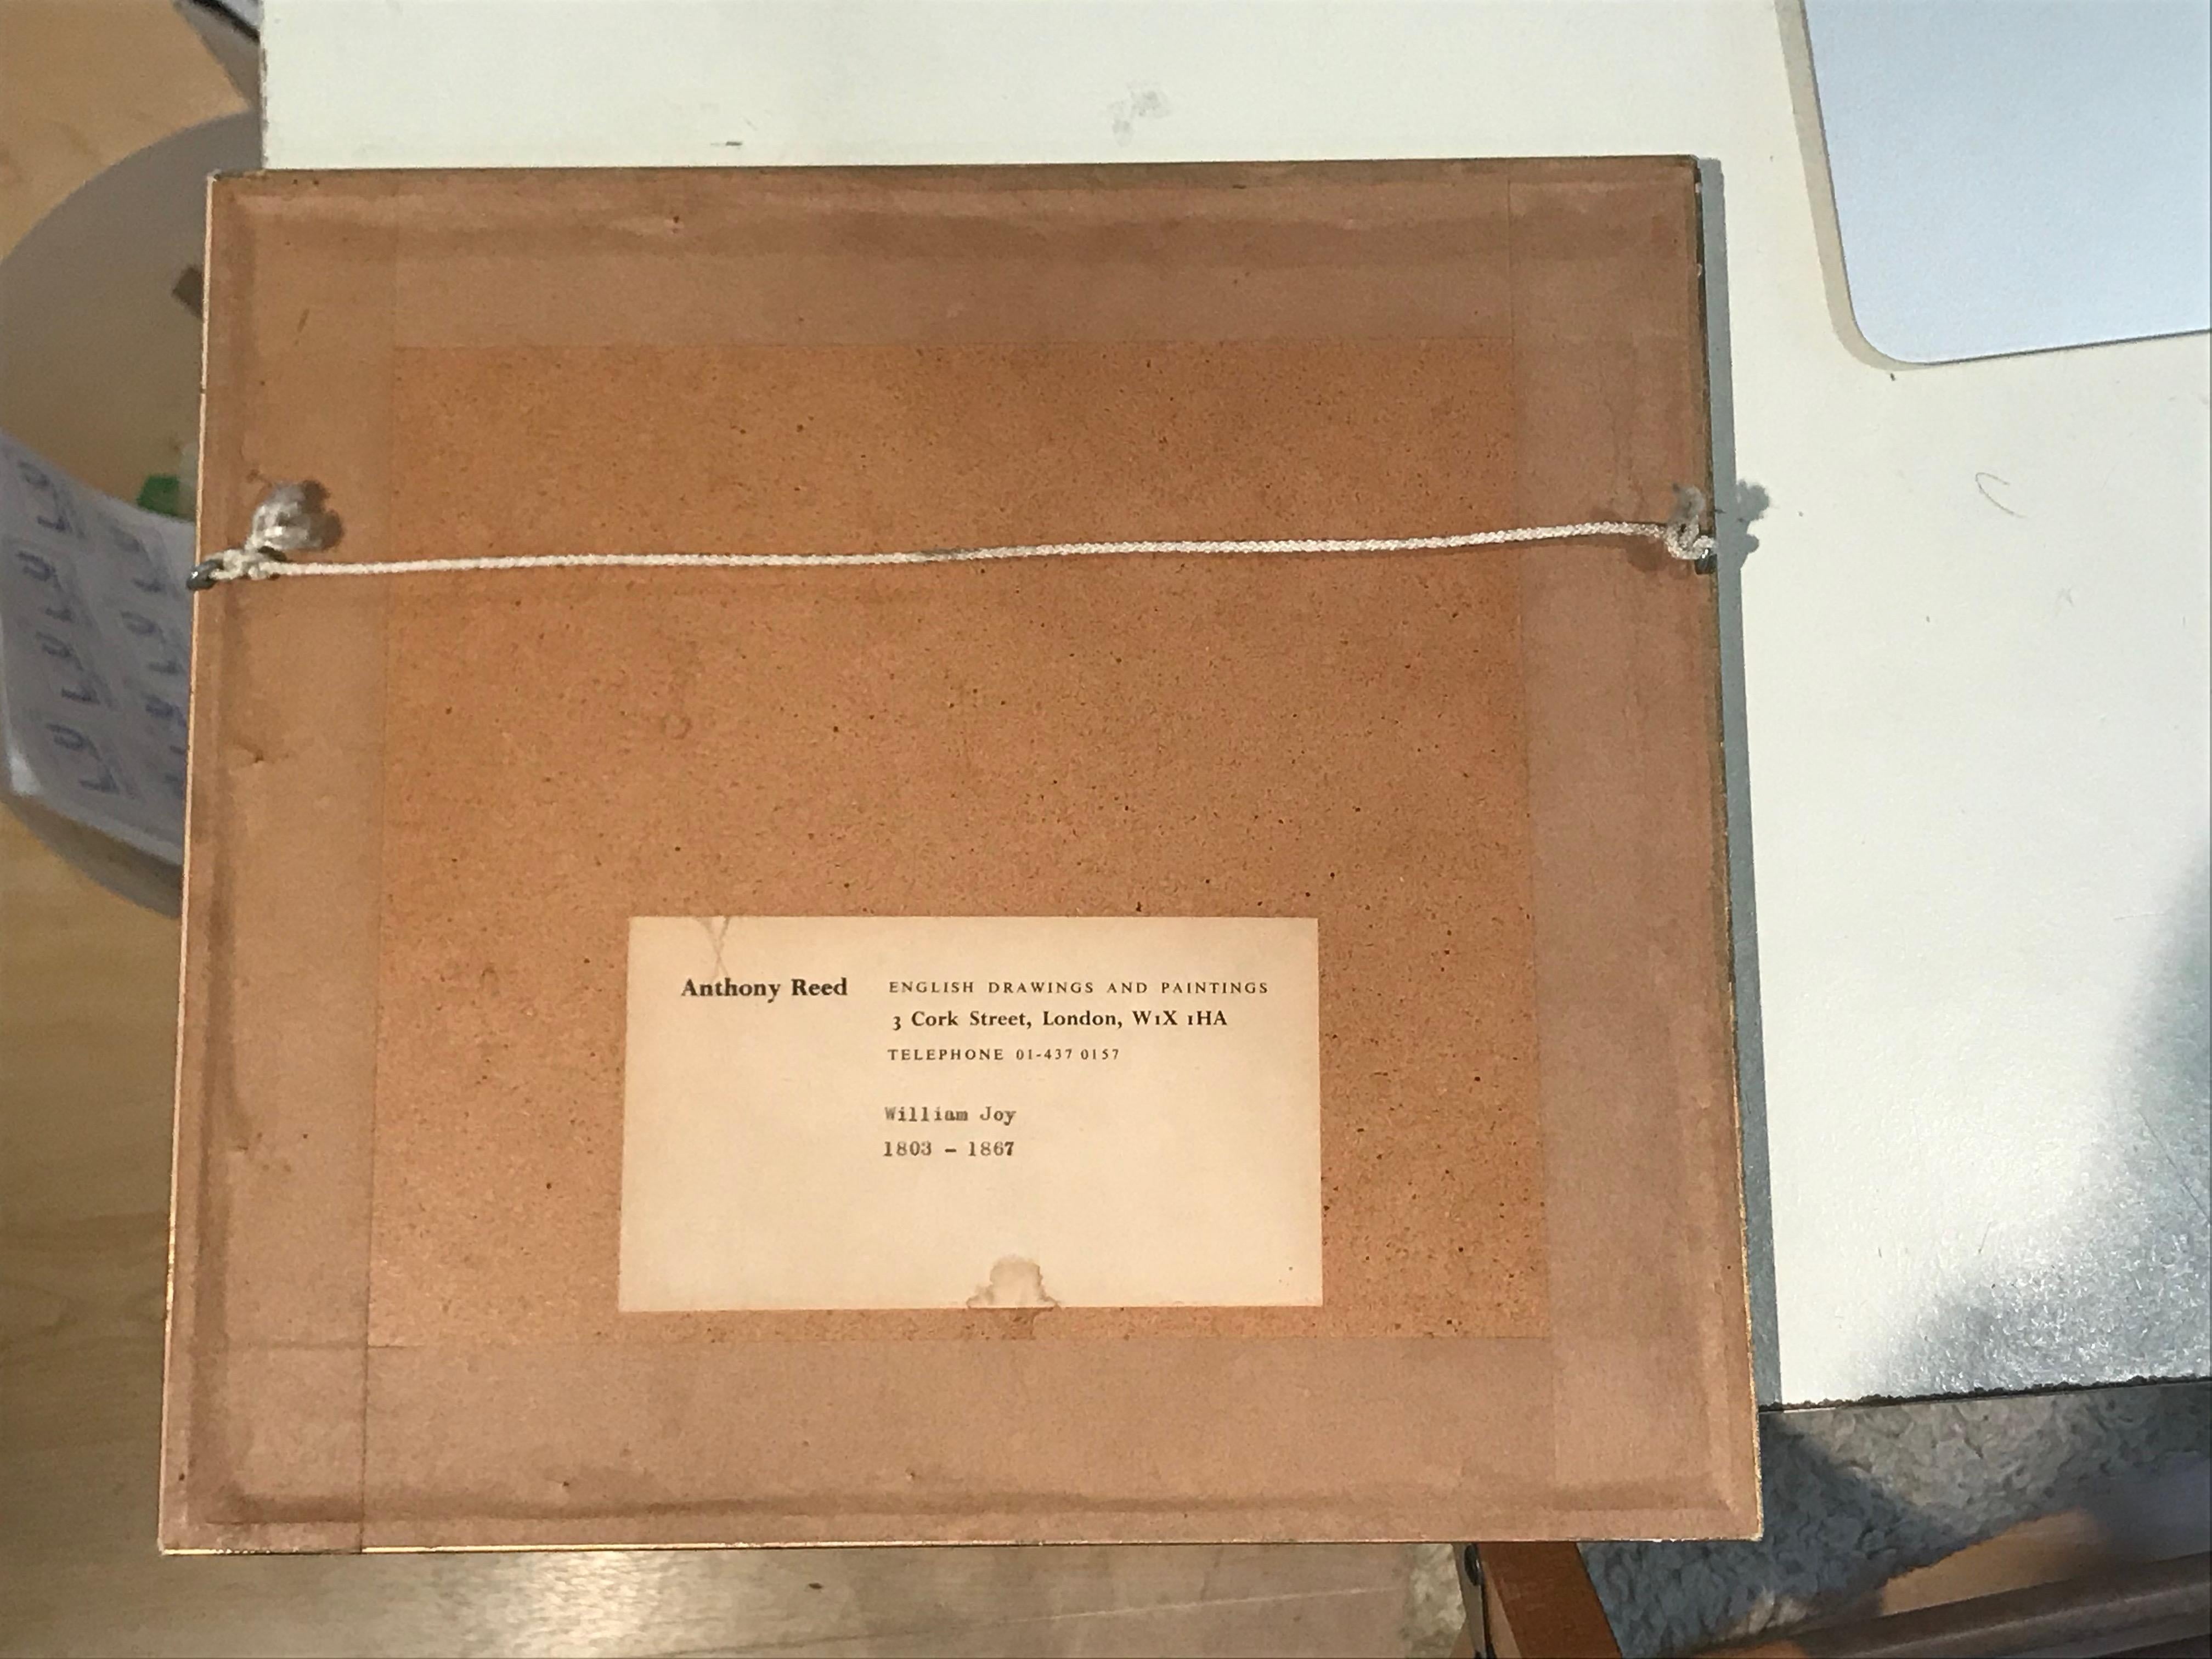 Anthony Reed ENGLISH DRAWINGS AND PAINTINGS
3 Cork Street, London, W1X 1HA
TELEPHONE 01-437 0157
William Joy
1803 - 1867